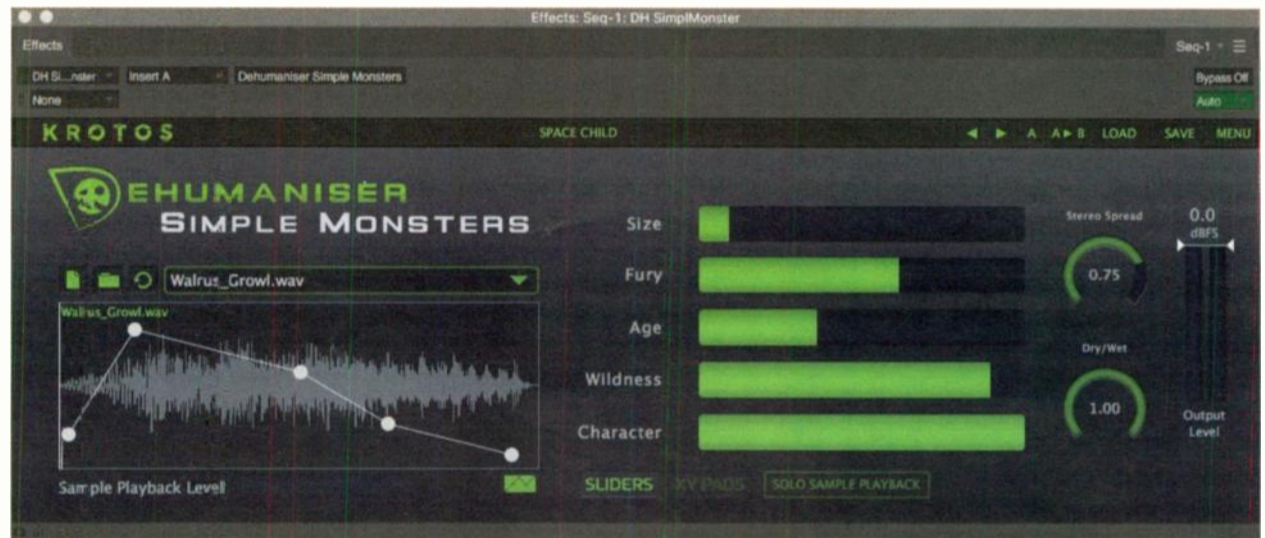 Effects: Seq-1: DH SimplMonster
Effects
Seq-1
DH Si...nster
Insert A
Dehumaniser Simple Monsters
Bypass Off
None
Auto
KROTOS
SPACE CHILD
A
A▸B
LOAD
SAVE
MENU
DEHUMANISER
SIMPLE MONSTERS
Walrus_Growl.wav
Walrus_Growl.wav
Sample Playback Level
Size
Fury
Age
Wildness
Character
SLIDERS
XY PADS
SOLO SAMPLE PLAYBACK
Stereo Spread
0.75
Dry/Wet
1.00
0.0
dBFS
Output
Level